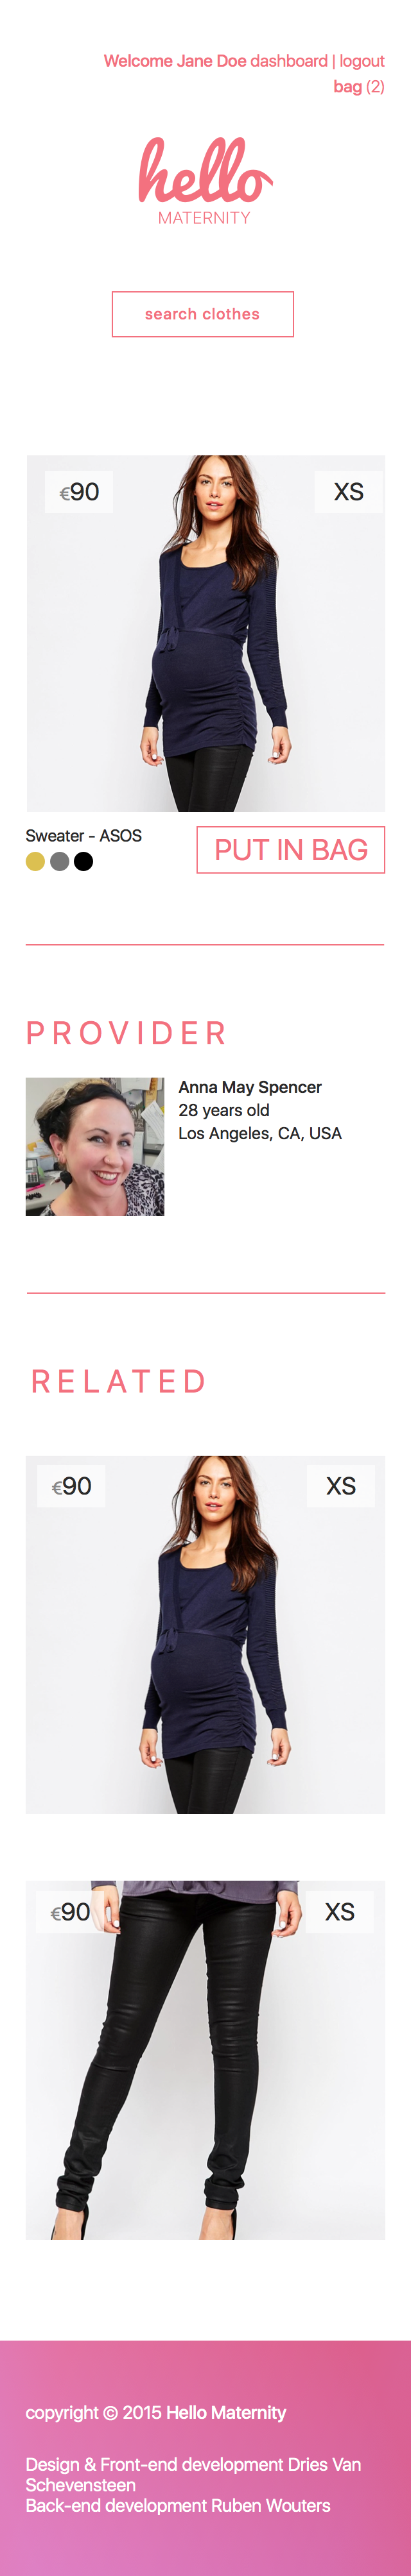 Welcome Jane Doe dashboard | logout
bag (2)
hello
MATERNITY
search clothes
€90
XS
Sweater - ASOS
PUT IN BAG
PROVIDER
Anna May Spencer
28 years old
Los Angeles, CA, USA
RELATED
€90
XS
€90
XS
copyright © 2015 Hello Maternity
Design & Front-end development Dries Van
Schevensteen
Back-end development Ruben Wouters